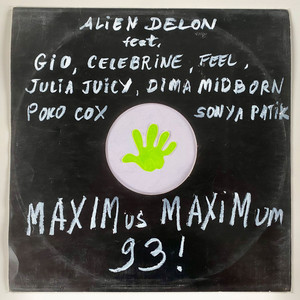 ALiEN DELON
feat.
GiO, CELEBRINE, FEEL,
JULiA JUiCY, DiMA MiDBORN
POKO COX SONYA PATiK
MAXiMus MAXiMum
93!